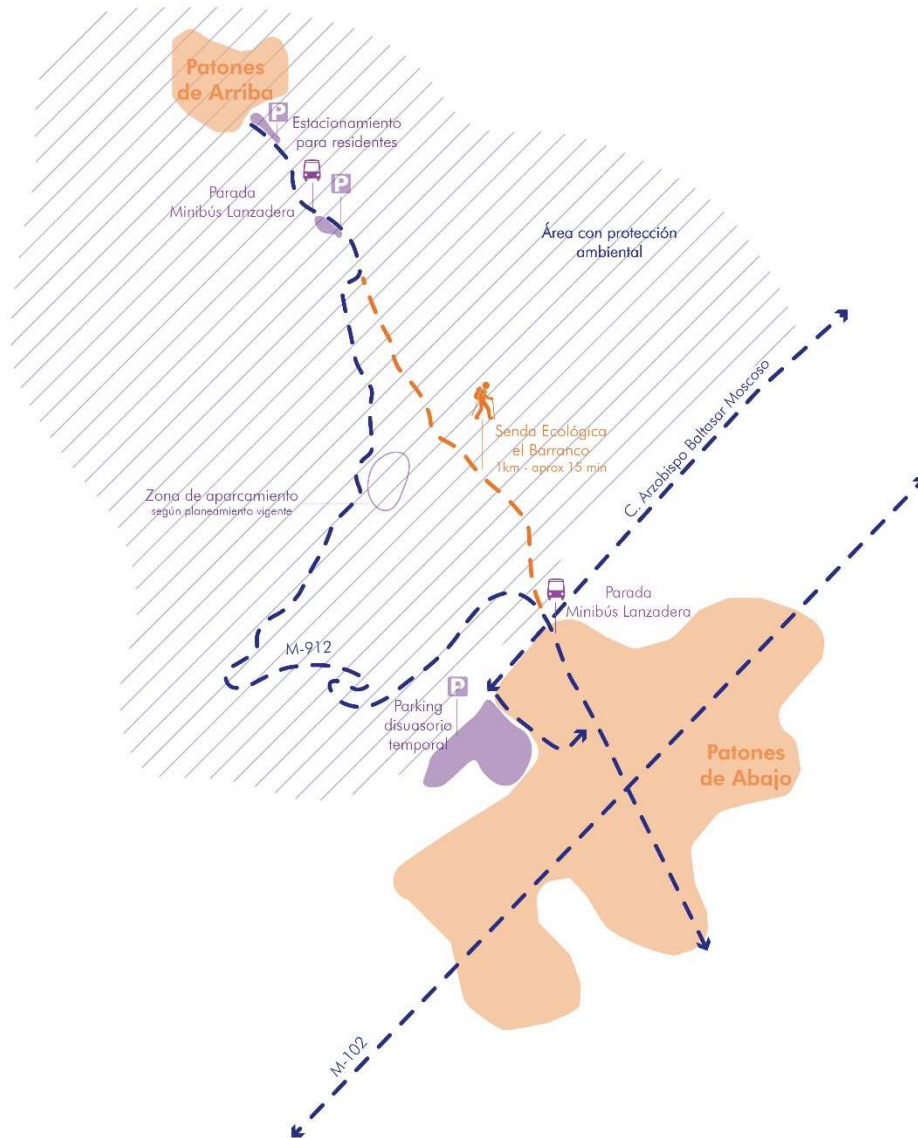 Patones
de Arriba
P
Estacionamiento
para residentes
Parada
Minibús Lanzadera
P
Área con protección
ambiental
C. Arzobispo Baltasar Moscoso
Senda Ecológica
el Barranco
1km - aprox 15 min
Zona de aparcamiento
según planeamiento vigente
Parada
Minibús Lanzadera
M-912
P
Parking
disuasorio
temporal
Patones
de Abajo
M-102